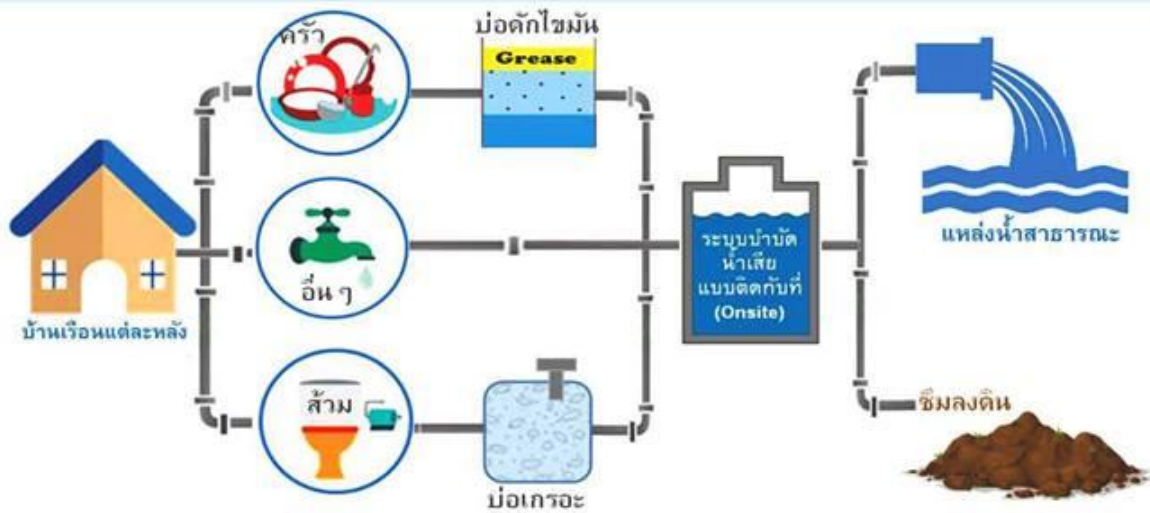 ครัว
บ่อดักไขมัน
Grease
บ้านเรือนแต่ละหลัง
อื่น ๆ
ระบบบำบัด
น้ำเสีย
แบบติดกับที่
(Onsite)
แหล่งน้ำสาธารณะ
ส้วม
บ่อเกรอะ
ซึมลงดิน